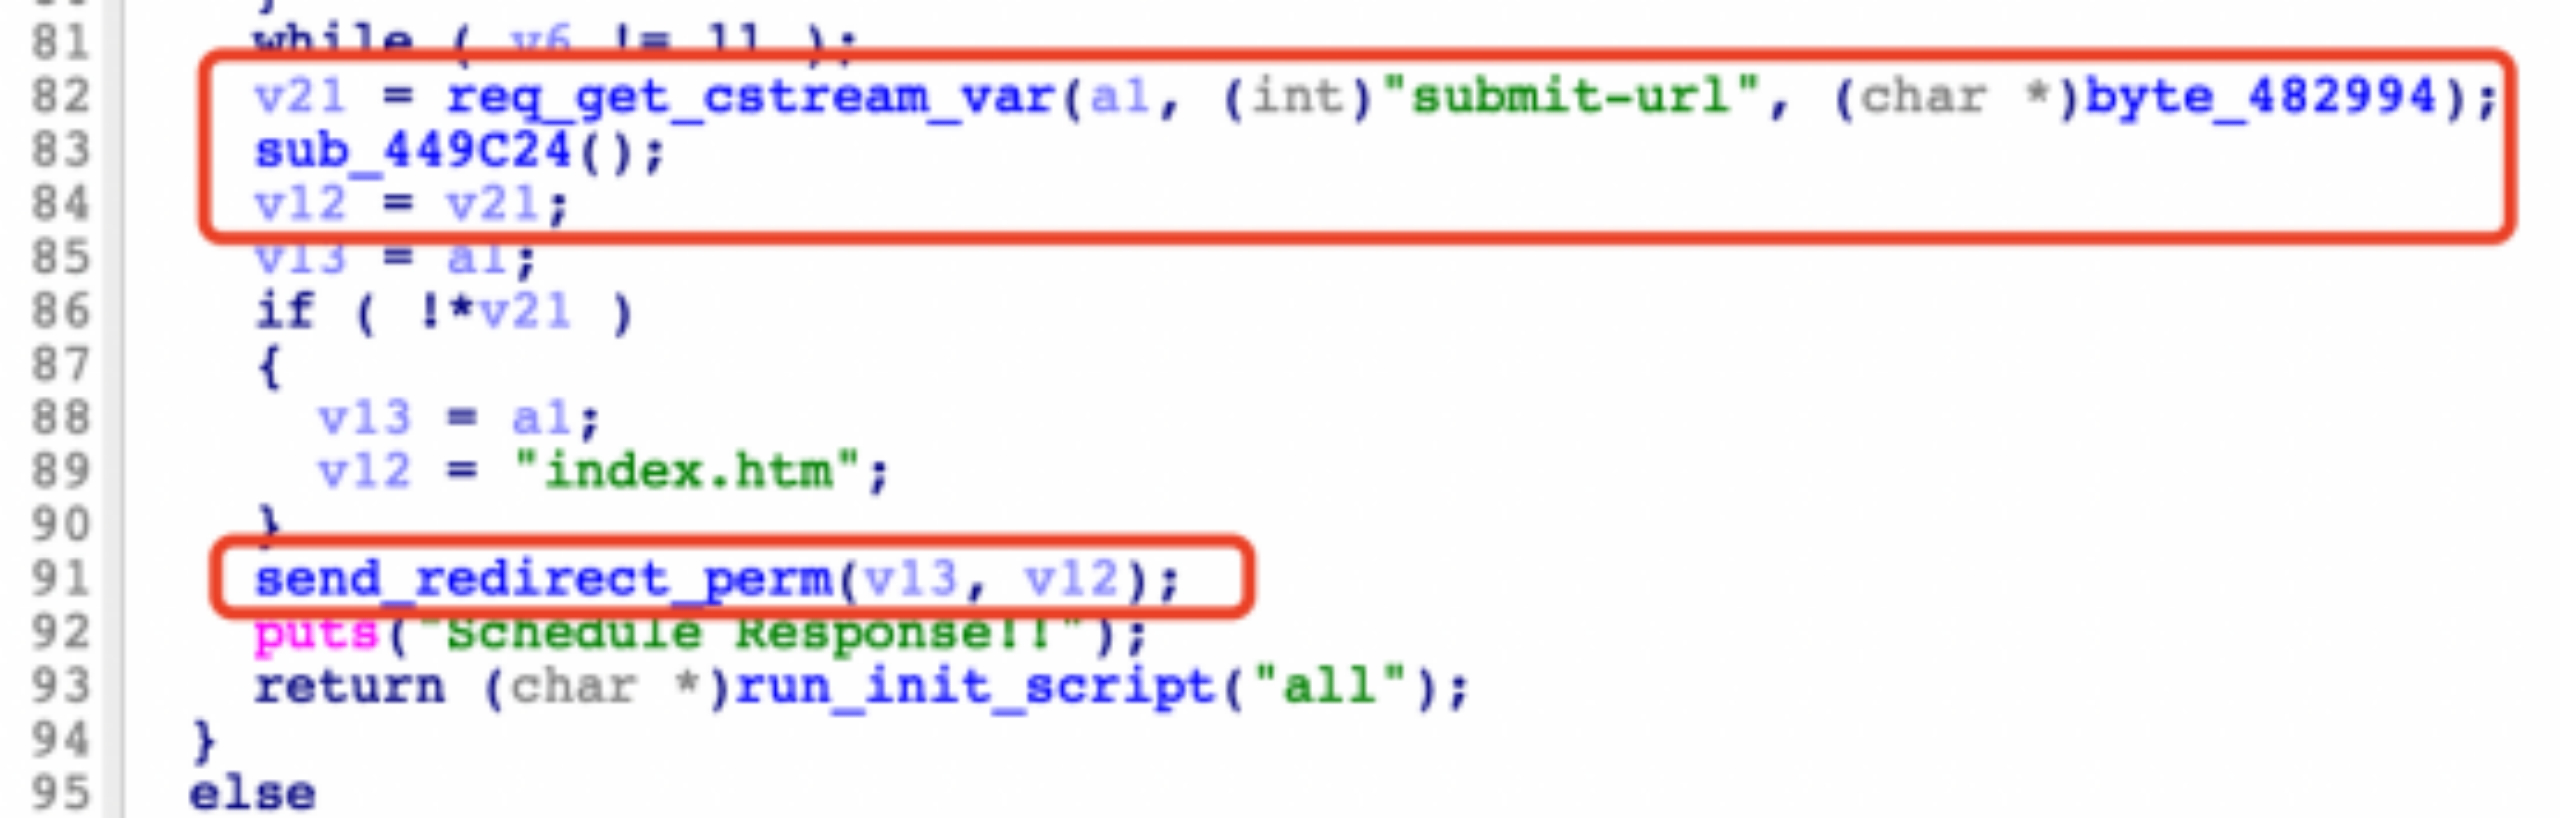 81 while ( v6 != 11 );
82 v21 = req_get_cstream_var(a1, (int)"submit-url", (char *)byte_482994);
83 sub_449C24();
84 v12 = v21;
85 v13 = a1;
86 if ( !*v21 )
87 {
88 v13 = a1;
89 v12 = "index.htm";
90 }
91 send_redirect_perm(v13, v12);
92 puts("Schedule Response!!");
93 return (char *)run_init_script("all");
94 }
95 else